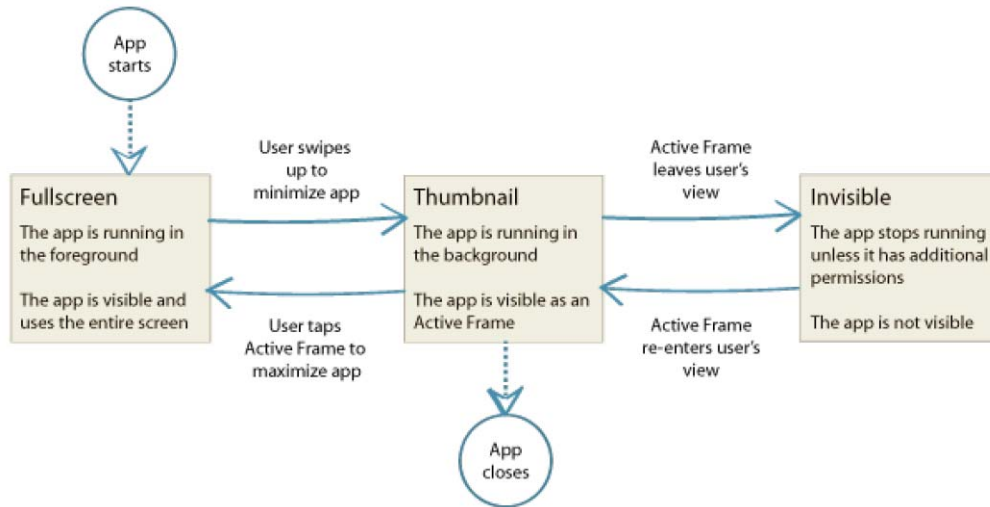 App
starts
User swipes
up to
minimize app
Active Frame
leaves user's
view
Fullscreen
The app is running in
the foreground
The app is visible and
uses the entire screen
Thumbnail
The app is running in
the background
The app is visible as an
Active Frame
Invisible
The app stops running
unless it has additional
permissions
The app is not visible
User taps
Active Frame to
maximize app
Active Frame
re-enters user's
view
App
closes